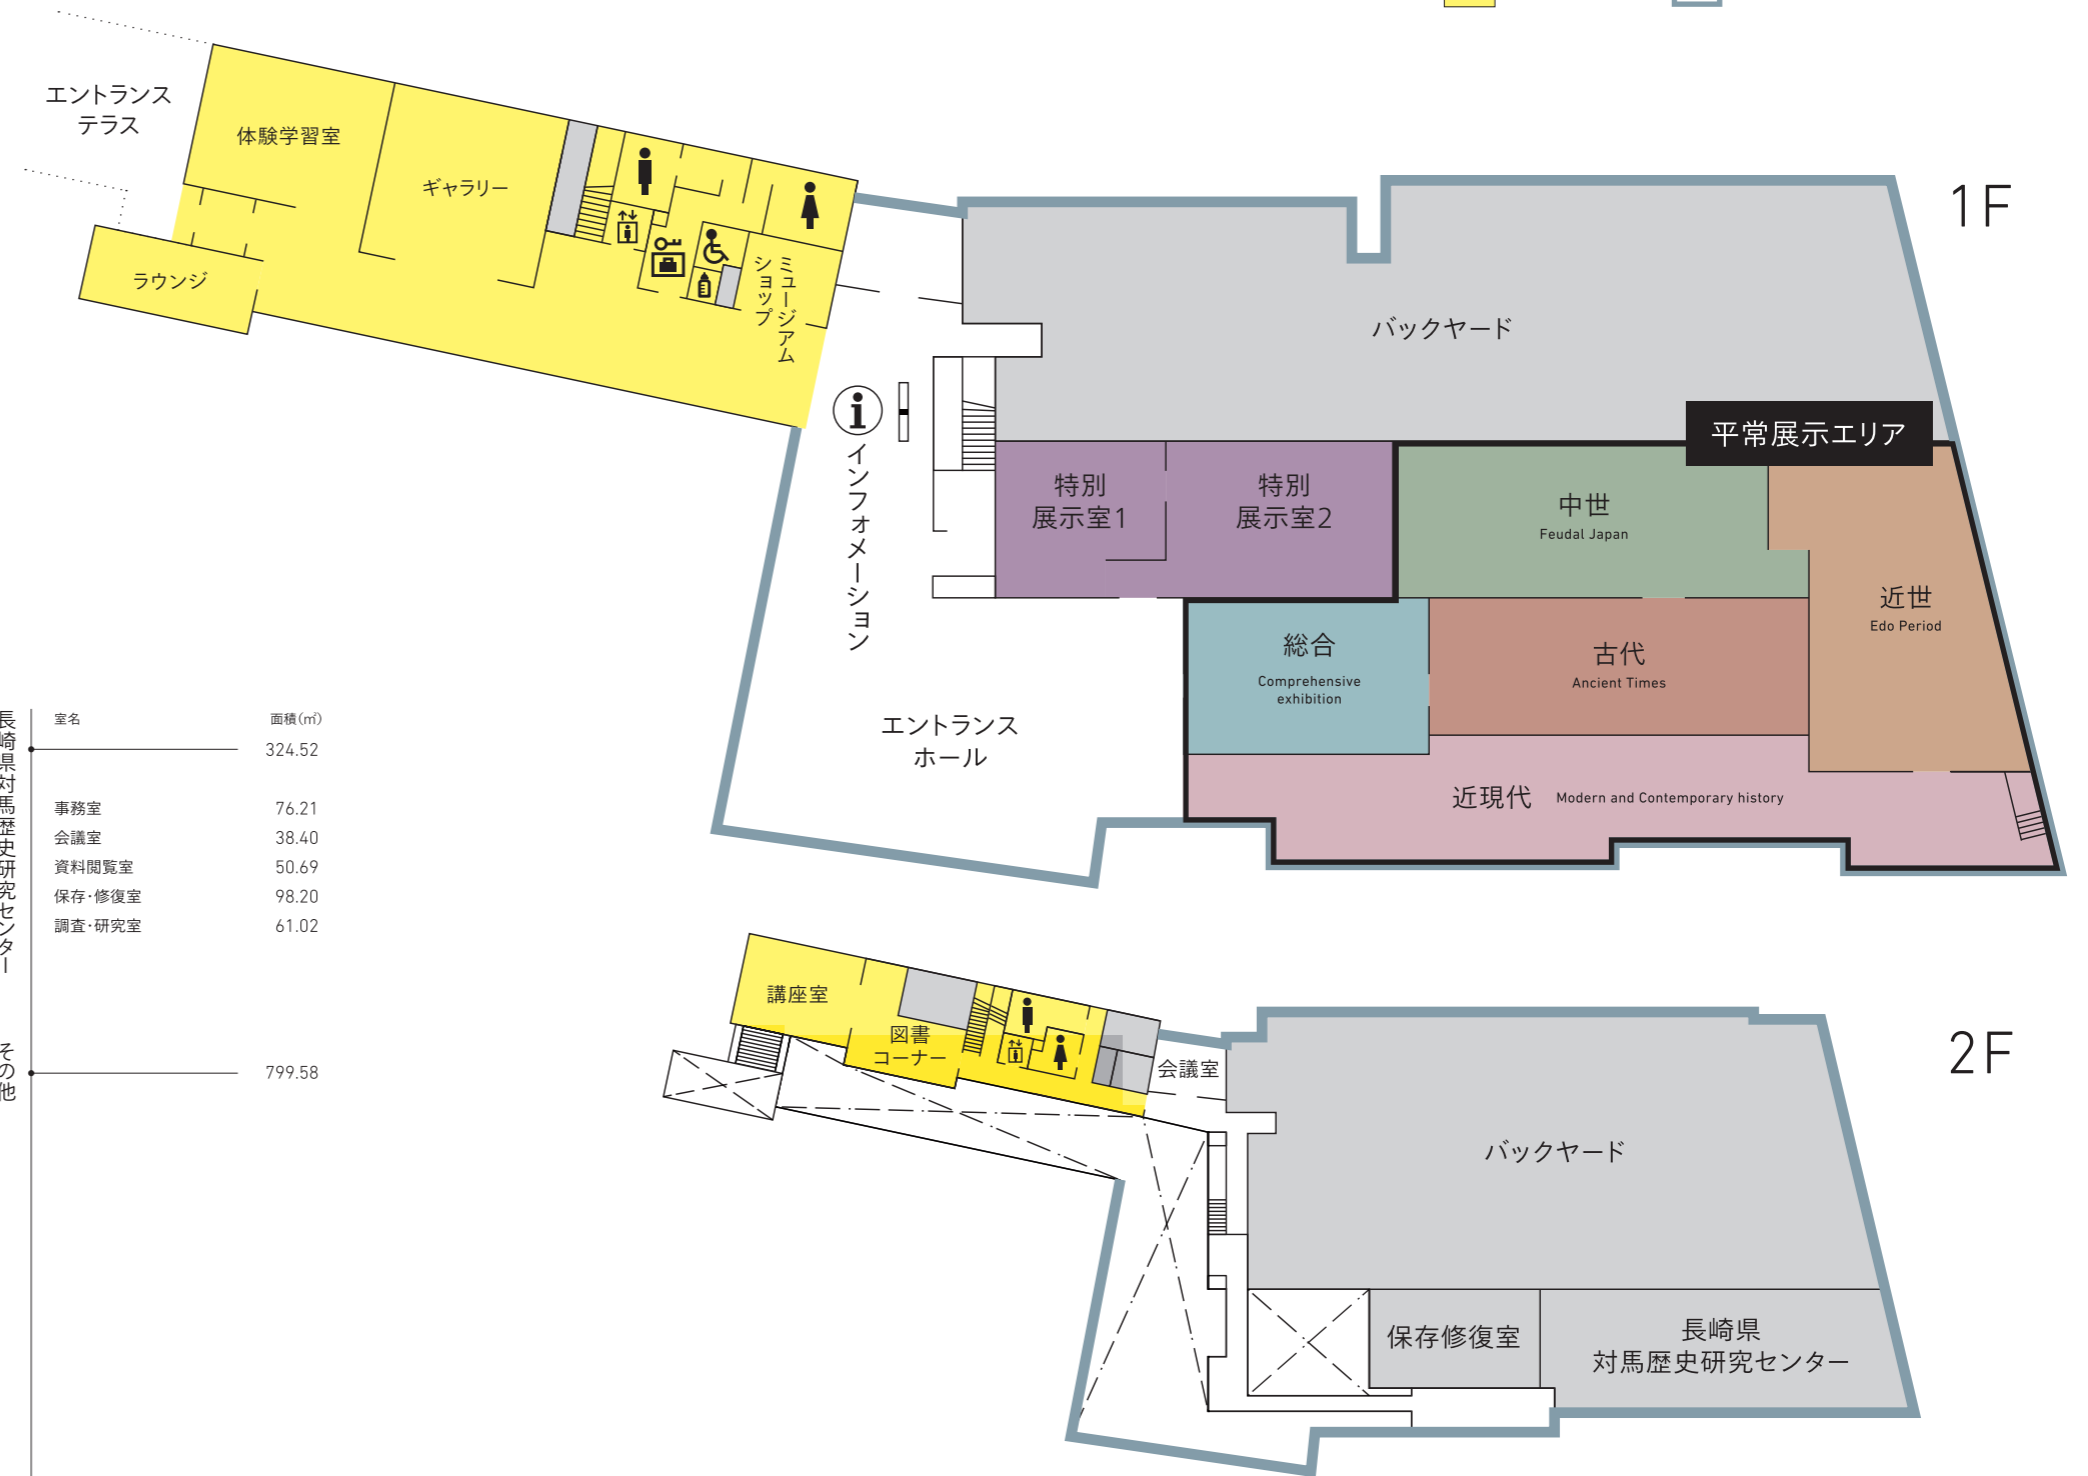 エントランス
テラス
体験学習室
ギャラリー
ラウンジ
ミュージアム
ショップ
インフォメーション
1F
バックヤード
平常展示エリア
特別
展示室1
特別
展示室2
中世
Feudal Japan
近世
Edo Period
総合
Comprehensive
exhibition
古代
Ancient Times
エントランス
ホール
近現代 Modern and Contemporary history
長崎県対馬歴史研究センター
室名 面積(㎡)
324.52
事務室 76.21
会議室 38.40
資料閲覧室 50.69
保存・修復室 98.20
調査・研究室 61.02
その他
799.58
2F
講座室
図書
コーナー
会議室
バックヤード
保存修復室
長崎県
対馬歴史研究センター